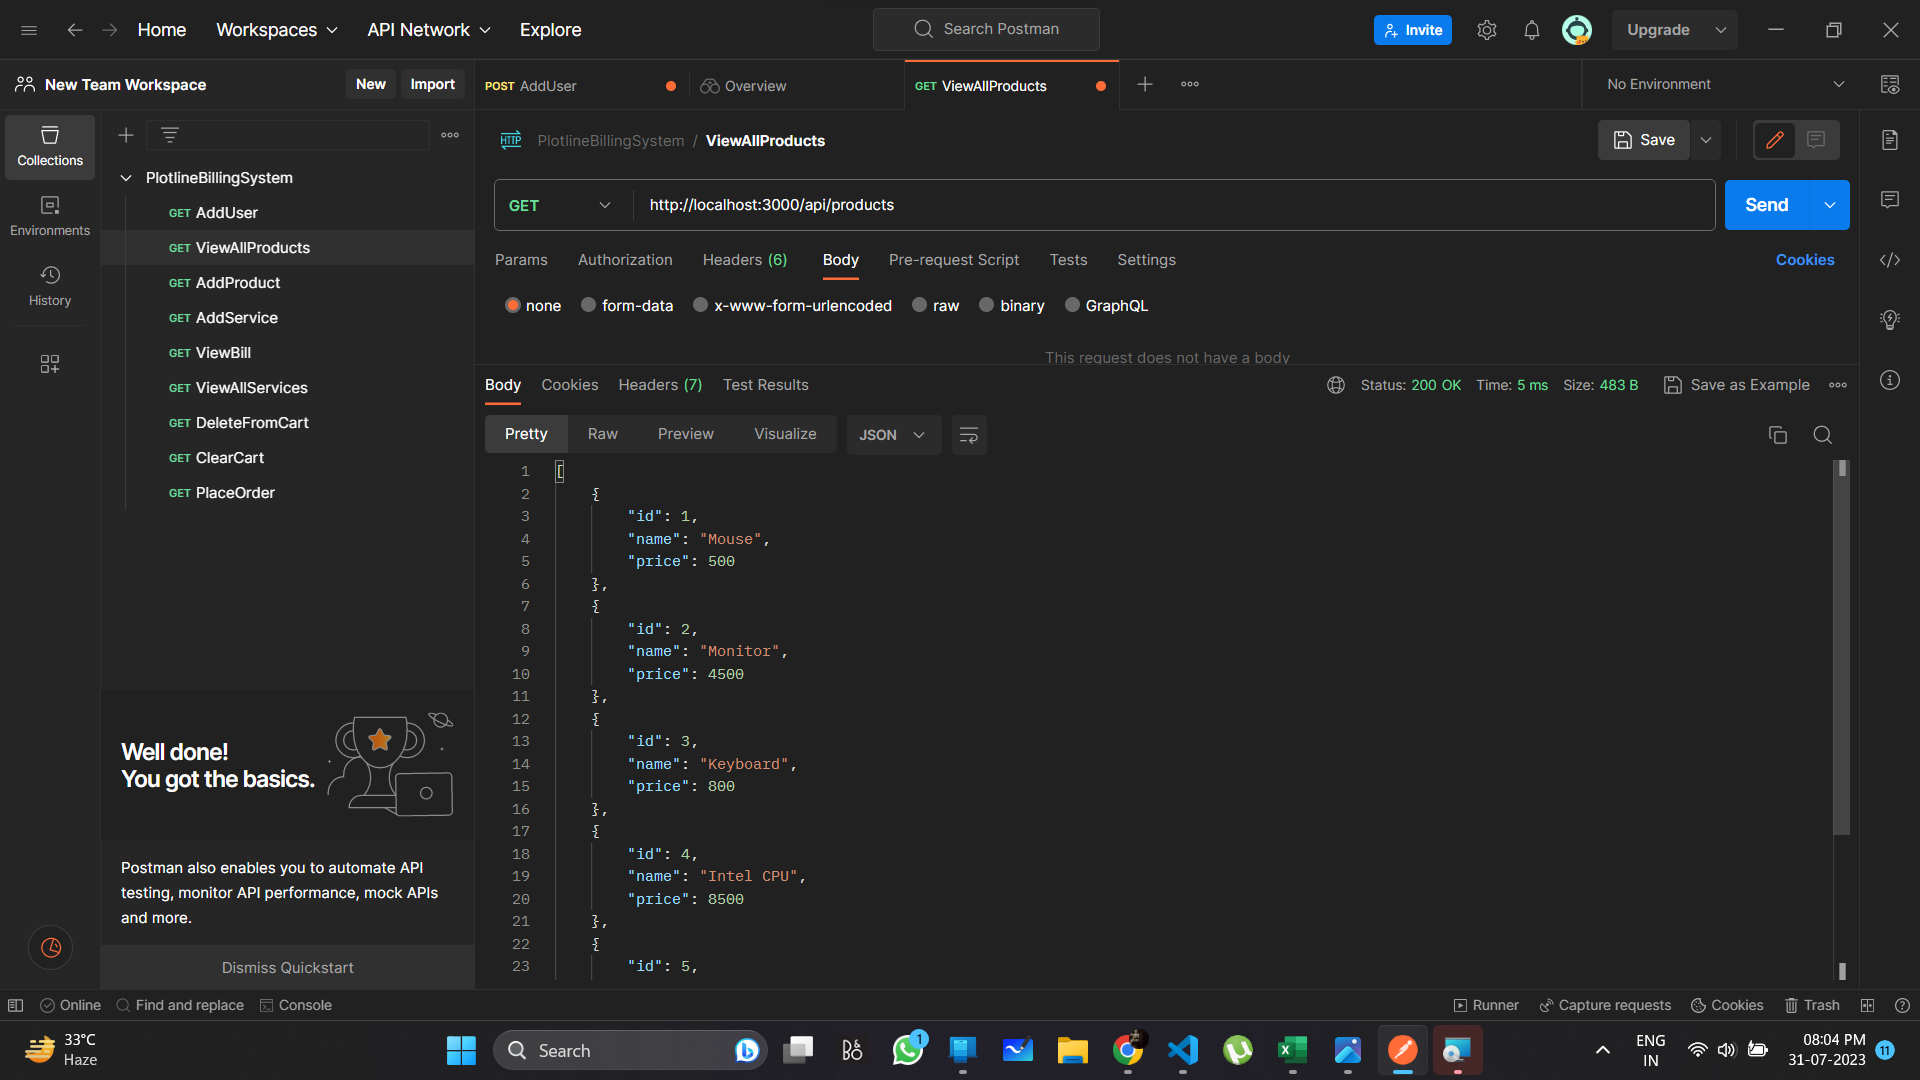 Home
Workspaces
API Network
Explore
Search Postman
Invite
Upgrade
New Team Workspace
New
Import
POST AddUser
Overview
GET ViewAllProducts
No Environment
Collections
Environments
History
PlotlineBillingSystem
GET AddUser
GET ViewAllProducts
GET AddProduct
GET AddService
GET ViewBill
GET ViewAllServices
GET DeleteFromCart
GET ClearCart
GET PlaceOrder
Well done!
You got the basics.
Postman also enables you to automate API
testing, monitor API performance, mock APIs
and more.
Dismiss Quickstart
HTTP PlotlineBillingSystem / ViewAllProducts
Save
GET http://localhost:3000/api/products
Send
Params Authorization Headers (6) Body Pre-request Script Tests Settings
Cookies
none form-data x-www-form-urlencoded raw binary GraphQL
This request does not have a body
Body Cookies Headers (7) Test Results
Status: 200 OK Time: 5 ms Size: 483 B Save as Example
Pretty Raw Preview Visualize JSON
1 [
2 {
3 "id": 1,
4 "name": "Mouse",
5 "price": 500
6 },
7 {
8 "id": 2,
9 "name": "Monitor",
10 "price": 4500
11 },
12 {
13 "id": 3,
14 "name": "Keyboard",
15 "price": 800
16 },
17 {
18 "id": 4,
19 "name": "Intel CPU",
20 "price": 8500
21 },
22 {
23 "id": 5,
Online Find and replace Console
Runner Capture requests Cookies Trash
33°C
Haze
Search
1
ENG
IN
08:04 PM
31-07-2023
11